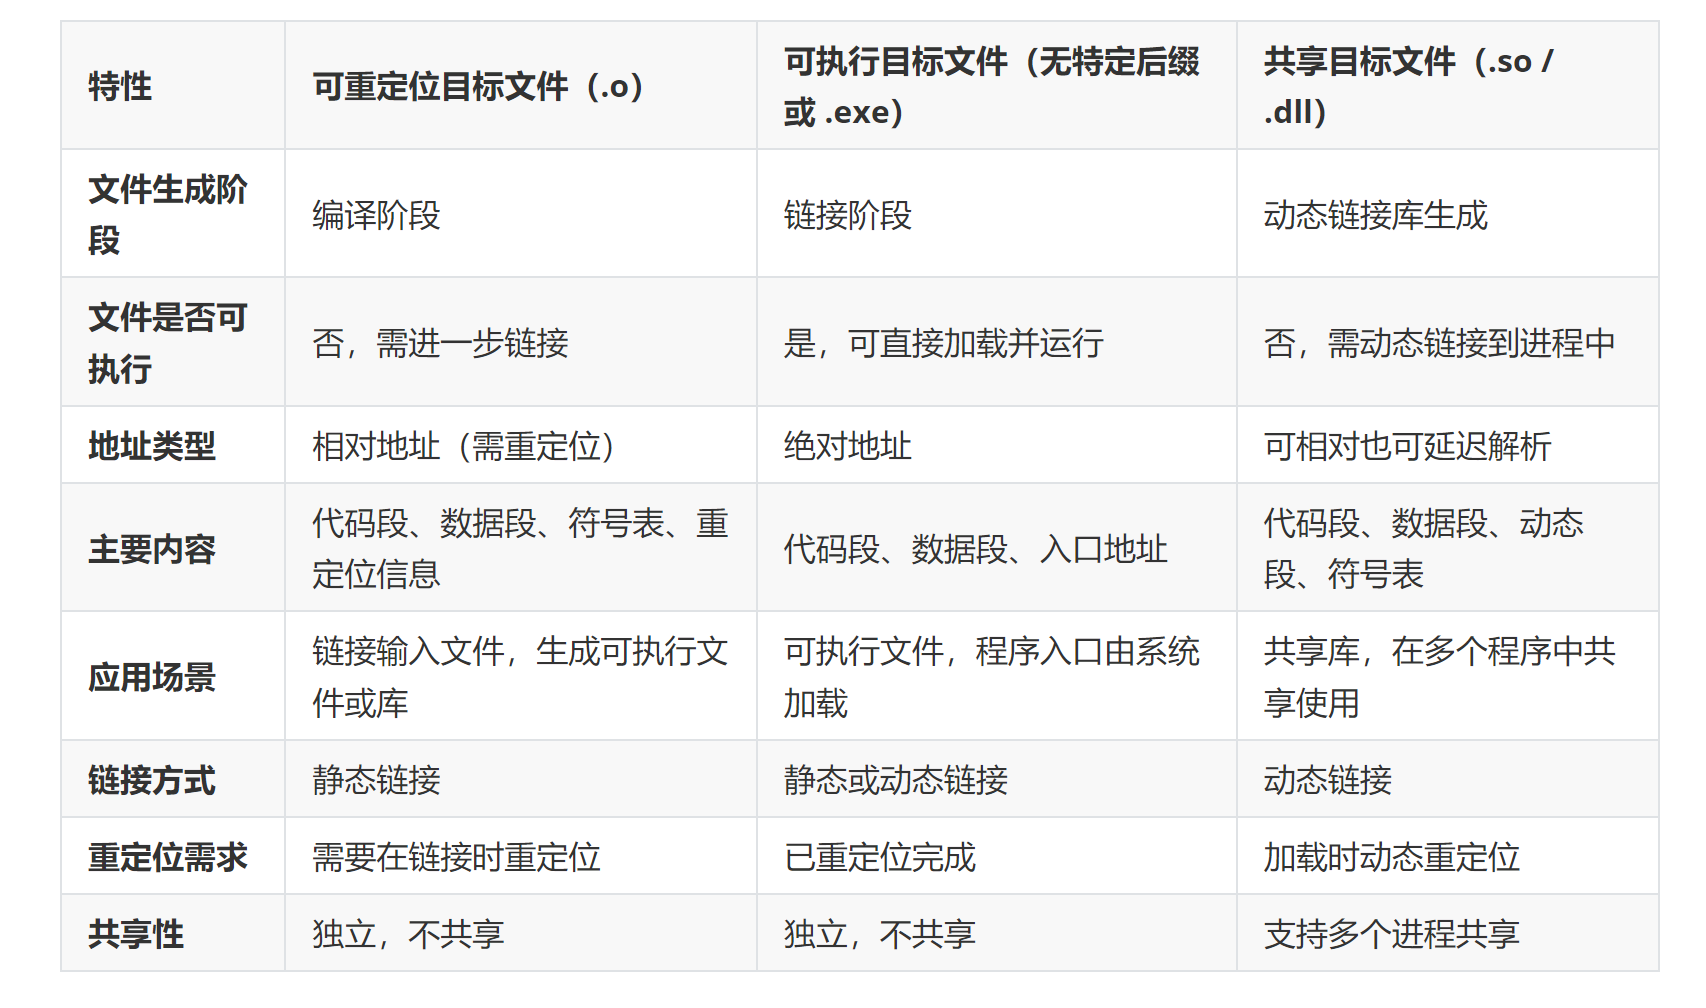 特性
可重定位目标文件（.o）
可执行目标文件（无特定后缀
或 .exe）
共享目标文件（.so /
.dll）
文件生成阶
段
编译阶段
链接阶段
动态链接库生成
文件是否可
执行
否，需进一步链接
是，可直接加载并运行
否，需动态链接到进程中
地址类型
相对地址（需重定位）
绝对地址
可相对也可延迟解析
主要内容
代码段、数据段、符号表、重
定位信息
代码段、数据段、入口地址
代码段、数据段、动态
段、符号表
应用场景
链接输入文件，生成可执行文
件或库
可执行文件，程序入口由系统
加载
共享库，在多个程序中共
享使用
链接方式
静态链接
静态或动态链接
动态链接
重定位需求
需要在链接时重定位
已重定位完成
加载时动态重定位
共享性
独立，不共享
独立，不共享
支持多个进程共享